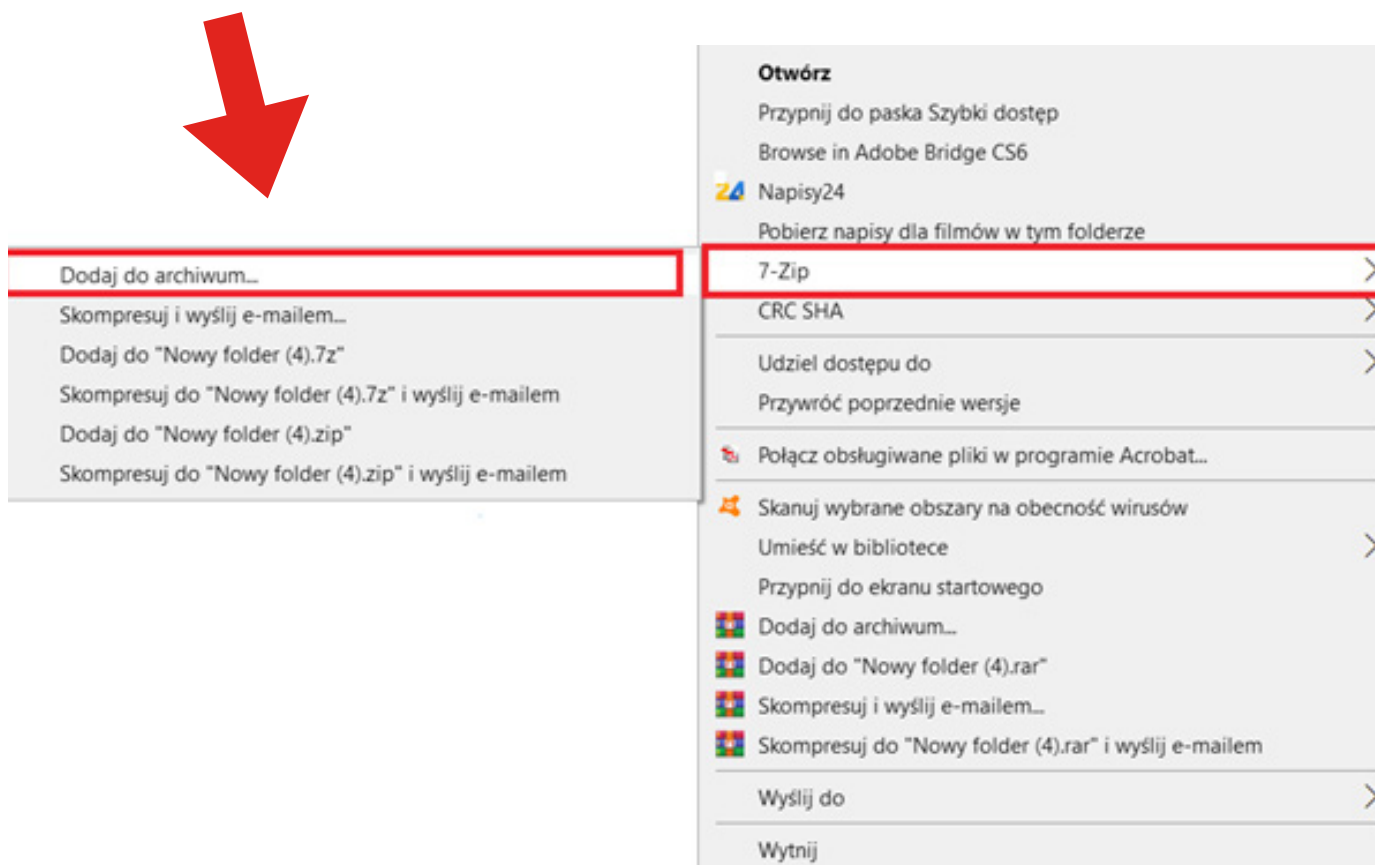 Otwórz
Przypnij do paska Szybki dostęp
Browse in Adobe Bridge CS6
24 Napisy24
Pobierz napisy dla filmów w tym folderze
7-Zip
CRC SHA
Udziel dostępu do
Przywróć poprzednie wersje
Połącz obsługiwane pliki w programie Acrobat...
Skanuj wybrane obszary na obecność wirusów
Umieść w bibliotece
Przypnij do ekranu startowego
Dodaj do archiwum...
Dodaj do "Nowy folder (4).rar"
Skompresuj i wyślij e-mailem...
Skompresuj do "Nowy folder (4).rar" i wyślij e-mailem
Wyślij do
Wytnij
Dodaj do archiwum...
Skompresuj i wyślij e-mailem...
Dodaj do "Nowy folder (4).7z"
Skompresuj do "Nowy folder (4).7z" i wyślij e-mailem
Dodaj do "Nowy folder (4).zip"
Skompresuj do "Nowy folder (4).zip" i wyślij e-mailem